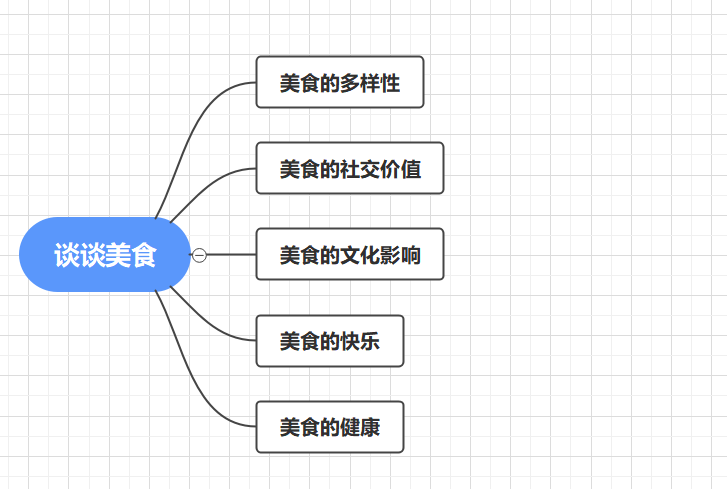 美食的多样性
美食的社交价值
谈谈美食
美食的文化影响
美食的快乐
美食的健康